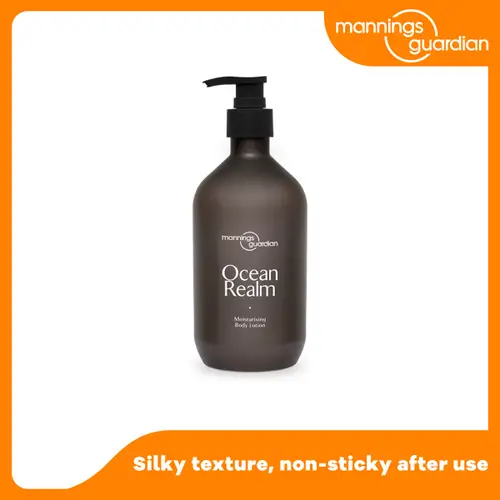 mannings
guardian
mannings
guardian
Ocean
Realm
Moisturising
Body Lotion
Silky texture, non-sticky after use